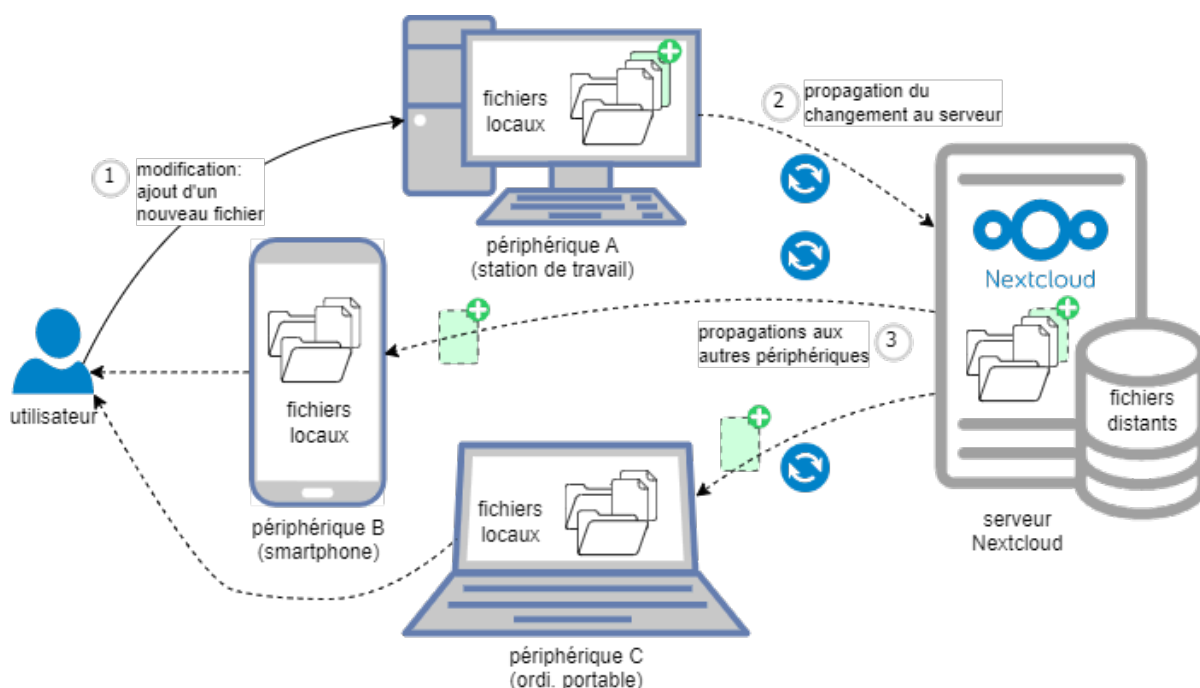 fichiers
locaux
2
propagation du
changement au serveur
1
modification:
ajout d'un
nouveau fichier
périphérique A
(station de travail)
Nextcloud
propagations aux
autres périphériques
3
utilisateur
fichiers
locaux
fichiers
distants
périphérique B
(smartphone)
fichiers
locaux
serveur
Nextcloud
périphérique C
(ordi. portable)